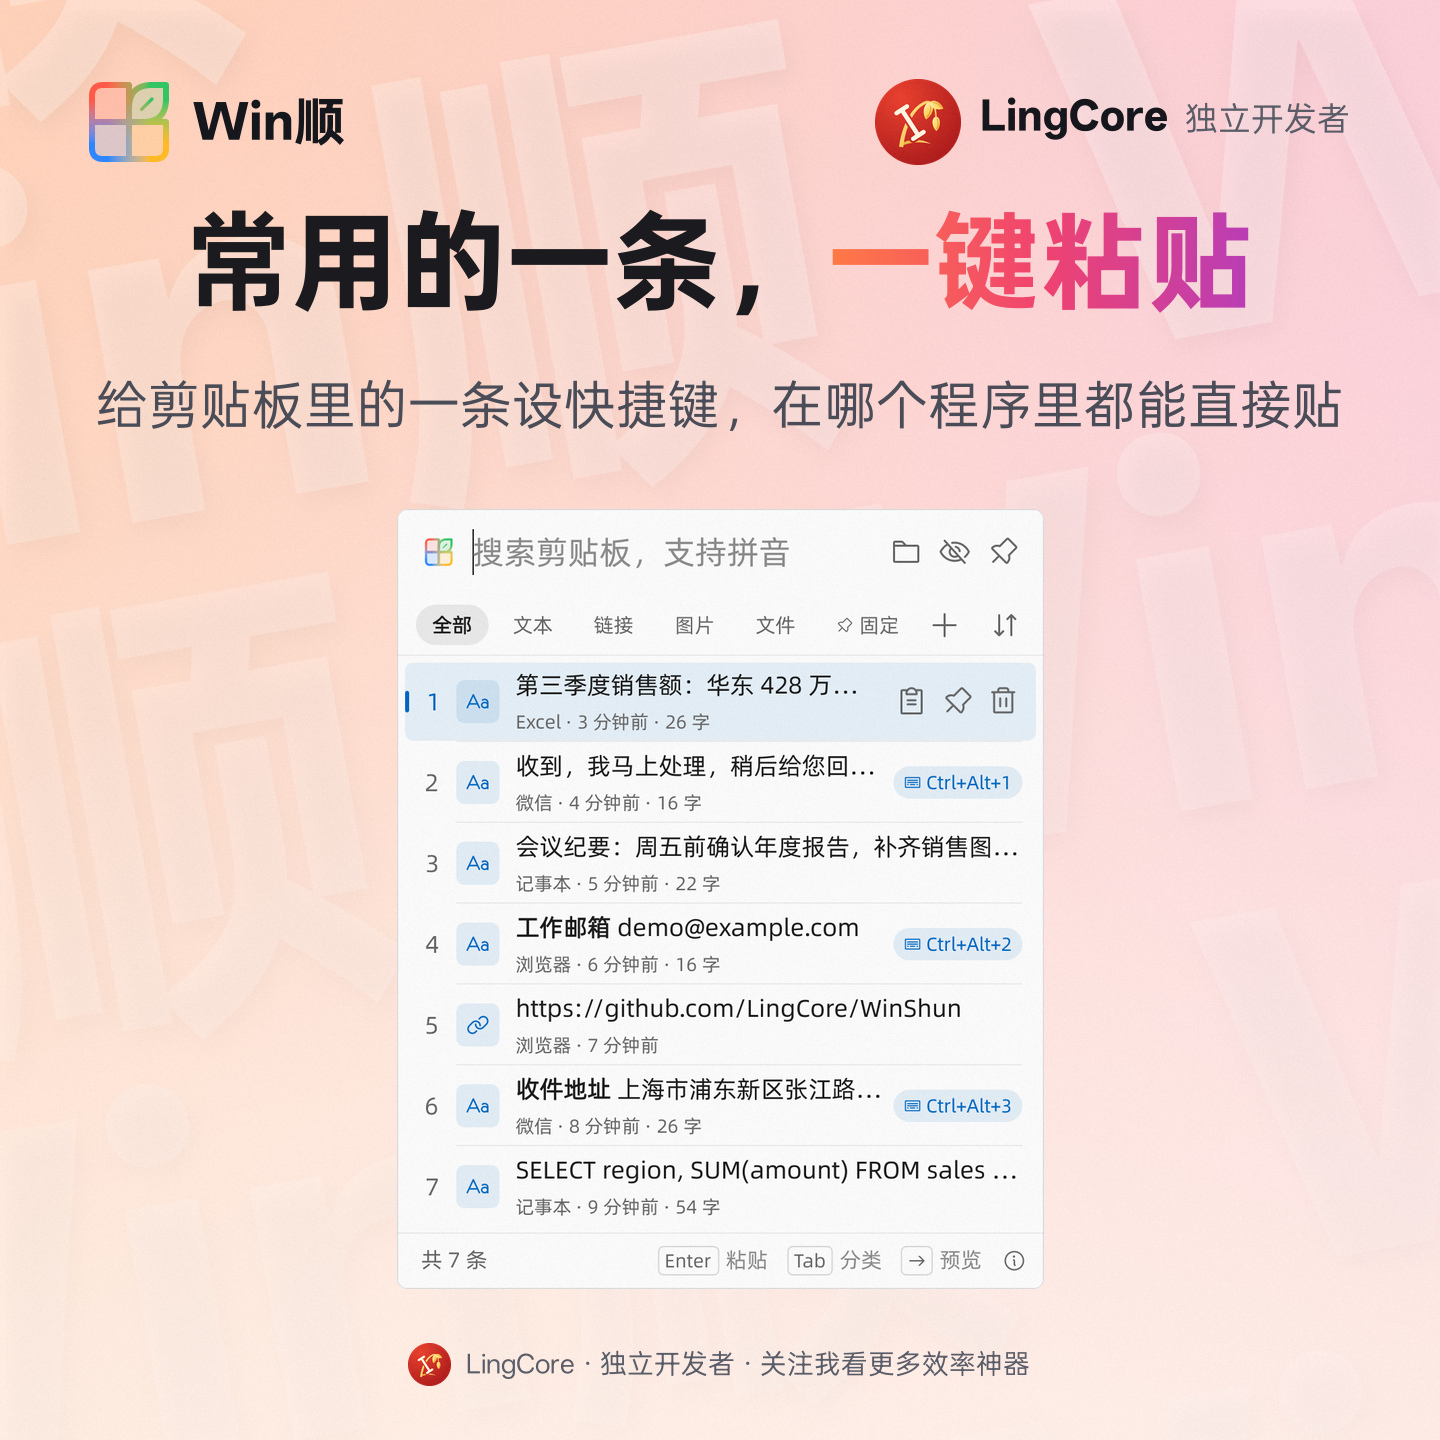 Win顺
LingCore 独立开发者
常用的一条，一键粘贴
给剪贴板里的一条设快捷键，在哪个程序里都能直接贴
搜索剪贴板，支持拼音
全部 文本 链接 图片 文件 固定
1 Aa 第三季度销售额：华东 428 万…
Excel · 3 分钟前 · 26 字
2 Aa 收到，我马上处理，稍后给您回… Ctrl+Alt+1
微信 · 4 分钟前 · 16 字
3 Aa 会议纪要：周五前确认年度报告，补齐销售图…
记事本 · 5 分钟前 · 22 字
4 Aa 工作邮箱 demo@example.com Ctrl+Alt+2
浏览器 · 6 分钟前 · 16 字
5 https://github.com/LingCore/WinShun
浏览器 · 7 分钟前
6 Aa 收件地址 上海市浦东新区张江路… Ctrl+Alt+3
微信 · 8 分钟前 · 26 字
7 Aa SELECT region, SUM(amount) FROM sales …
记事本 · 9 分钟前 · 54 字
共 7 条 Enter 粘贴 Tab 分类 → 预览
LingCore · 独立开发者 · 关注我看更多效率神器